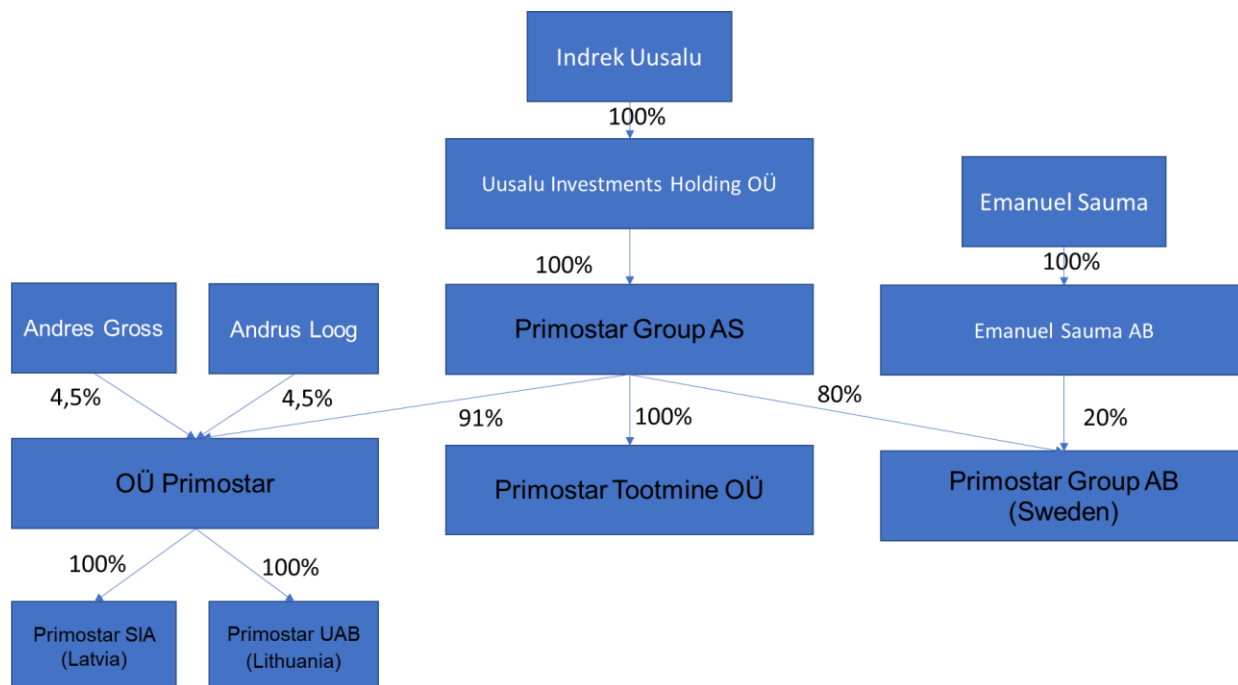 Indrek Uusalu
100%
Uusalu Investments Holding OÜ
Emanuel Sauma
100%
100%
Andres Gross
Andrus Loog
Primostar Group AS
Emanuel Sauma AB
4,5%
4,5%
91%
100%
80%
20%
OÜ Primostar
Primostar Tootmine OÜ
Primostar Group AB
(Sweden)
100%
100%
Primostar SIA
(Latvia)
Primostar UAB
(Lithuania)